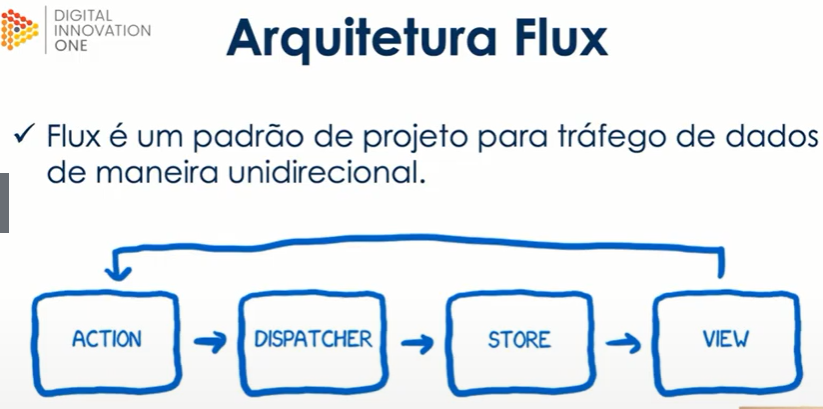 DIGITAL
INNOVATION
ONE
Arquitetura Flux
✓ Flux é um padrão de projeto para tráfego de dados
de maneira unidirecional.
ACTION
DISPATCHER
STORE
VIEW